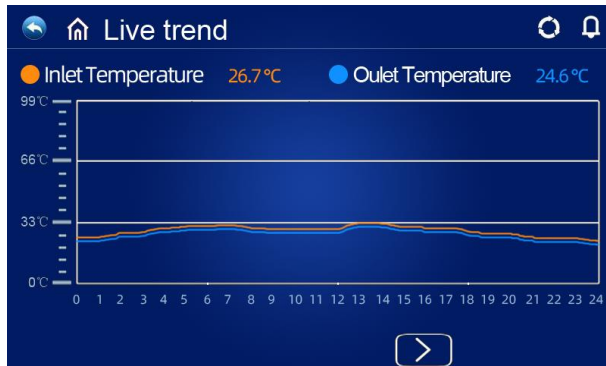 Live trend
Inlet Temperature 26.7℃ Oulet Temperature 24.6℃
99℃
66℃
33℃
0℃
0 1 2 3 4 5 6 7 8 9 10 11 12 13 14 15 16 17 18 19 20 21 22 23 24